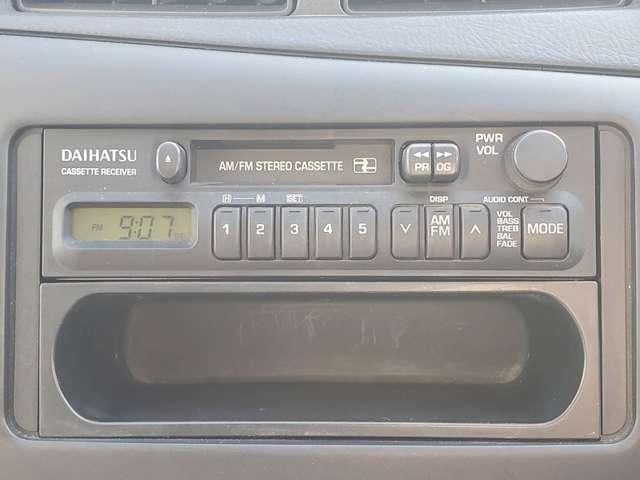 DAIHATSU
CASSETTE RECEIVER
AM/FM STEREO CASSETTE
PR OG
PWR
VOL
FM 9:07
H M SET
1 2 3 4 5
DISP
AM
FM
AUDIO CONT
VOL
BASS
TREB
BAL
FADE
MODE